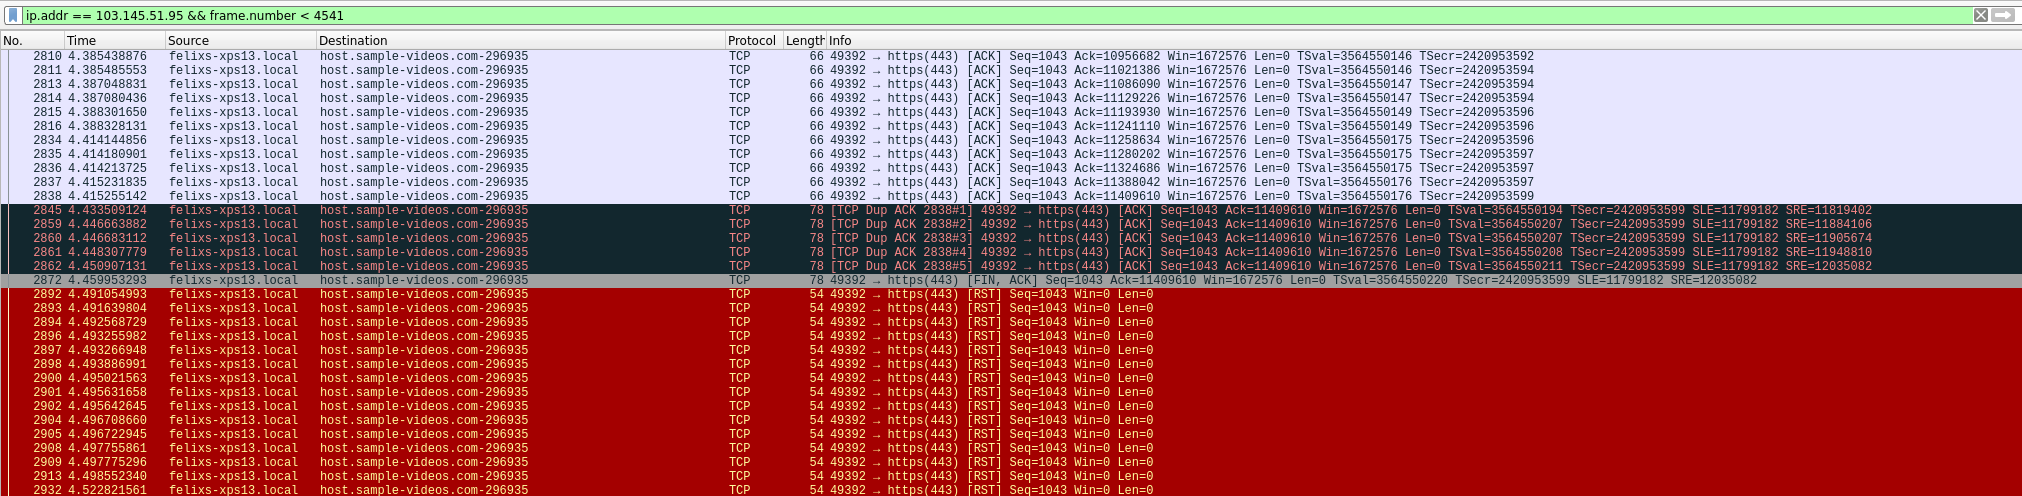 ip.addr == 103.145.51.95 && frame.number < 4541
No. Time Source Destination Protocol Length Info
2810 4.385438876 felixs-xps13.local host.sample-videos.com-296935 TCP 66 49392 → https(443) [ACK] Seq=1043 Ack=10956682 Win=1672576 Len=0 TSval=3564550146 TSecr=2420953592
2811 4.385485553 felixs-xps13.local host.sample-videos.com-296935 TCP 66 49392 → https(443) [ACK] Seq=1043 Ack=11021386 Win=1672576 Len=0 TSval=3564550146 TSecr=2420953594
2813 4.387048831 felixs-xps13.local host.sample-videos.com-296935 TCP 66 49392 → https(443) [ACK] Seq=1043 Ack=11086090 Win=1672576 Len=0 TSval=3564550147 TSecr=2420953594
2814 4.387080436 felixs-xps13.local host.sample-videos.com-296935 TCP 66 49392 → https(443) [ACK] Seq=1043 Ack=11129226 Win=1672576 Len=0 TSval=3564550147 TSecr=2420953594
2815 4.388301650 felixs-xps13.local host.sample-videos.com-296935 TCP 66 49392 → https(443) [ACK] Seq=1043 Ack=11193930 Win=1672576 Len=0 TSval=3564550149 TSecr=2420953596
2816 4.388328131 felixs-xps13.local host.sample-videos.com-296935 TCP 66 49392 → https(443) [ACK] Seq=1043 Ack=11241110 Win=1672576 Len=0 TSval=3564550149 TSecr=2420953596
2834 4.414144856 felixs-xps13.local host.sample-videos.com-296935 TCP 66 49392 → https(443) [ACK] Seq=1043 Ack=11258634 Win=1672576 Len=0 TSval=3564550175 TSecr=2420953596
2835 4.414180901 felixs-xps13.local host.sample-videos.com-296935 TCP 66 49392 → https(443) [ACK] Seq=1043 Ack=11280202 Win=1672576 Len=0 TSval=3564550175 TSecr=2420953597
2836 4.414213725 felixs-xps13.local host.sample-videos.com-296935 TCP 66 49392 → https(443) [ACK] Seq=1043 Ack=11324686 Win=1672576 Len=0 TSval=3564550175 TSecr=2420953597
2837 4.415231835 felixs-xps13.local host.sample-videos.com-296935 TCP 66 49392 → https(443) [ACK] Seq=1043 Ack=11388042 Win=1672576 Len=0 TSval=3564550176 TSecr=2420953597
2838 4.415255142 felixs-xps13.local host.sample-videos.com-296935 TCP 66 49392 → https(443) [ACK] Seq=1043 Ack=11409610 Win=1672576 Len=0 TSval=3564550176 TSecr=2420953599
2845 4.433509124 felixs-xps13.local host.sample-videos.com-296935 TCP 78 [TCP Dup ACK 2838#1] 49392 → https(443) [ACK] Seq=1043 Ack=11409610 Win=1672576 Len=0 TSval=3564550194 TSecr=2420953599 SLE=11799182 SRE=11819402
2859 4.446663882 felixs-xps13.local host.sample-videos.com-296935 TCP 78 [TCP Dup ACK 2838#2] 49392 → https(443) [ACK] Seq=1043 Ack=11409610 Win=1672576 Len=0 TSval=3564550207 TSecr=2420953599 SLE=11799182 SRE=11884106
2860 4.446683112 felixs-xps13.local host.sample-videos.com-296935 TCP 78 [TCP Dup ACK 2838#3] 49392 → https(443) [ACK] Seq=1043 Ack=11409610 Win=1672576 Len=0 TSval=3564550207 TSecr=2420953599 SLE=11799182 SRE=11905674
2861 4.448307779 felixs-xps13.local host.sample-videos.com-296935 TCP 78 [TCP Dup ACK 2838#4] 49392 → https(443) [ACK] Seq=1043 Ack=11409610 Win=1672576 Len=0 TSval=3564550208 TSecr=2420953599 SLE=11799182 SRE=11948810
2862 4.450907131 felixs-xps13.local host.sample-videos.com-296935 TCP 78 [TCP Dup ACK 2838#5] 49392 → https(443) [ACK] Seq=1043 Ack=11409610 Win=1672576 Len=0 TSval=3564550211 TSecr=2420953599 SLE=11799182 SRE=12035082
2872 4.459953293 felixs-xps13.local host.sample-videos.com-296935 TCP 78 49392 → https(443) [FIN, ACK] Seq=1043 Ack=11409610 Win=1672576 Len=0 TSval=3564550220 TSecr=2420953599 SLE=11799182 SRE=12035082
2892 4.491054993 felixs-xps13.local host.sample-videos.com-296935 TCP 54 49392 → https(443) [RST] Seq=1043 Win=0 Len=0
2893 4.491639804 felixs-xps13.local host.sample-videos.com-296935 TCP 54 49392 → https(443) [RST] Seq=1043 Win=0 Len=0
2894 4.492568729 felixs-xps13.local host.sample-videos.com-296935 TCP 54 49392 → https(443) [RST] Seq=1043 Win=0 Len=0
2896 4.493255982 felixs-xps13.local host.sample-videos.com-296935 TCP 54 49392 → https(443) [RST] Seq=1043 Win=0 Len=0
2897 4.493266948 felixs-xps13.local host.sample-videos.com-296935 TCP 54 49392 → https(443) [RST] Seq=1043 Win=0 Len=0
2898 4.493886991 felixs-xps13.local host.sample-videos.com-296935 TCP 54 49392 → https(443) [RST] Seq=1043 Win=0 Len=0
2900 4.495021563 felixs-xps13.local host.sample-videos.com-296935 TCP 54 49392 → https(443) [RST] Seq=1043 Win=0 Len=0
2901 4.495631658 felixs-xps13.local host.sample-videos.com-296935 TCP 54 49392 → https(443) [RST] Seq=1043 Win=0 Len=0
2902 4.495642645 felixs-xps13.local host.sample-videos.com-296935 TCP 54 49392 → https(443) [RST] Seq=1043 Win=0 Len=0
2904 4.496708660 felixs-xps13.local host.sample-videos.com-296935 TCP 54 49392 → https(443) [RST] Seq=1043 Win=0 Len=0
2905 4.496722945 felixs-xps13.local host.sample-videos.com-296935 TCP 54 49392 → https(443) [RST] Seq=1043 Win=0 Len=0
2908 4.497755861 felixs-xps13.local host.sample-videos.com-296935 TCP 54 49392 → https(443) [RST] Seq=1043 Win=0 Len=0
2909 4.497775296 felixs-xps13.local host.sample-videos.com-296935 TCP 54 49392 → https(443) [RST] Seq=1043 Win=0 Len=0
2913 4.498552340 felixs-xps13.local host.sample-videos.com-296935 TCP 54 49392 → https(443) [RST] Seq=1043 Win=0 Len=0
2932 4.522821561 felixs-xps13.local host.sample-videos.com-296935 TCP 54 49392 → https(443) [RST] Seq=1043 Win=0 Len=0